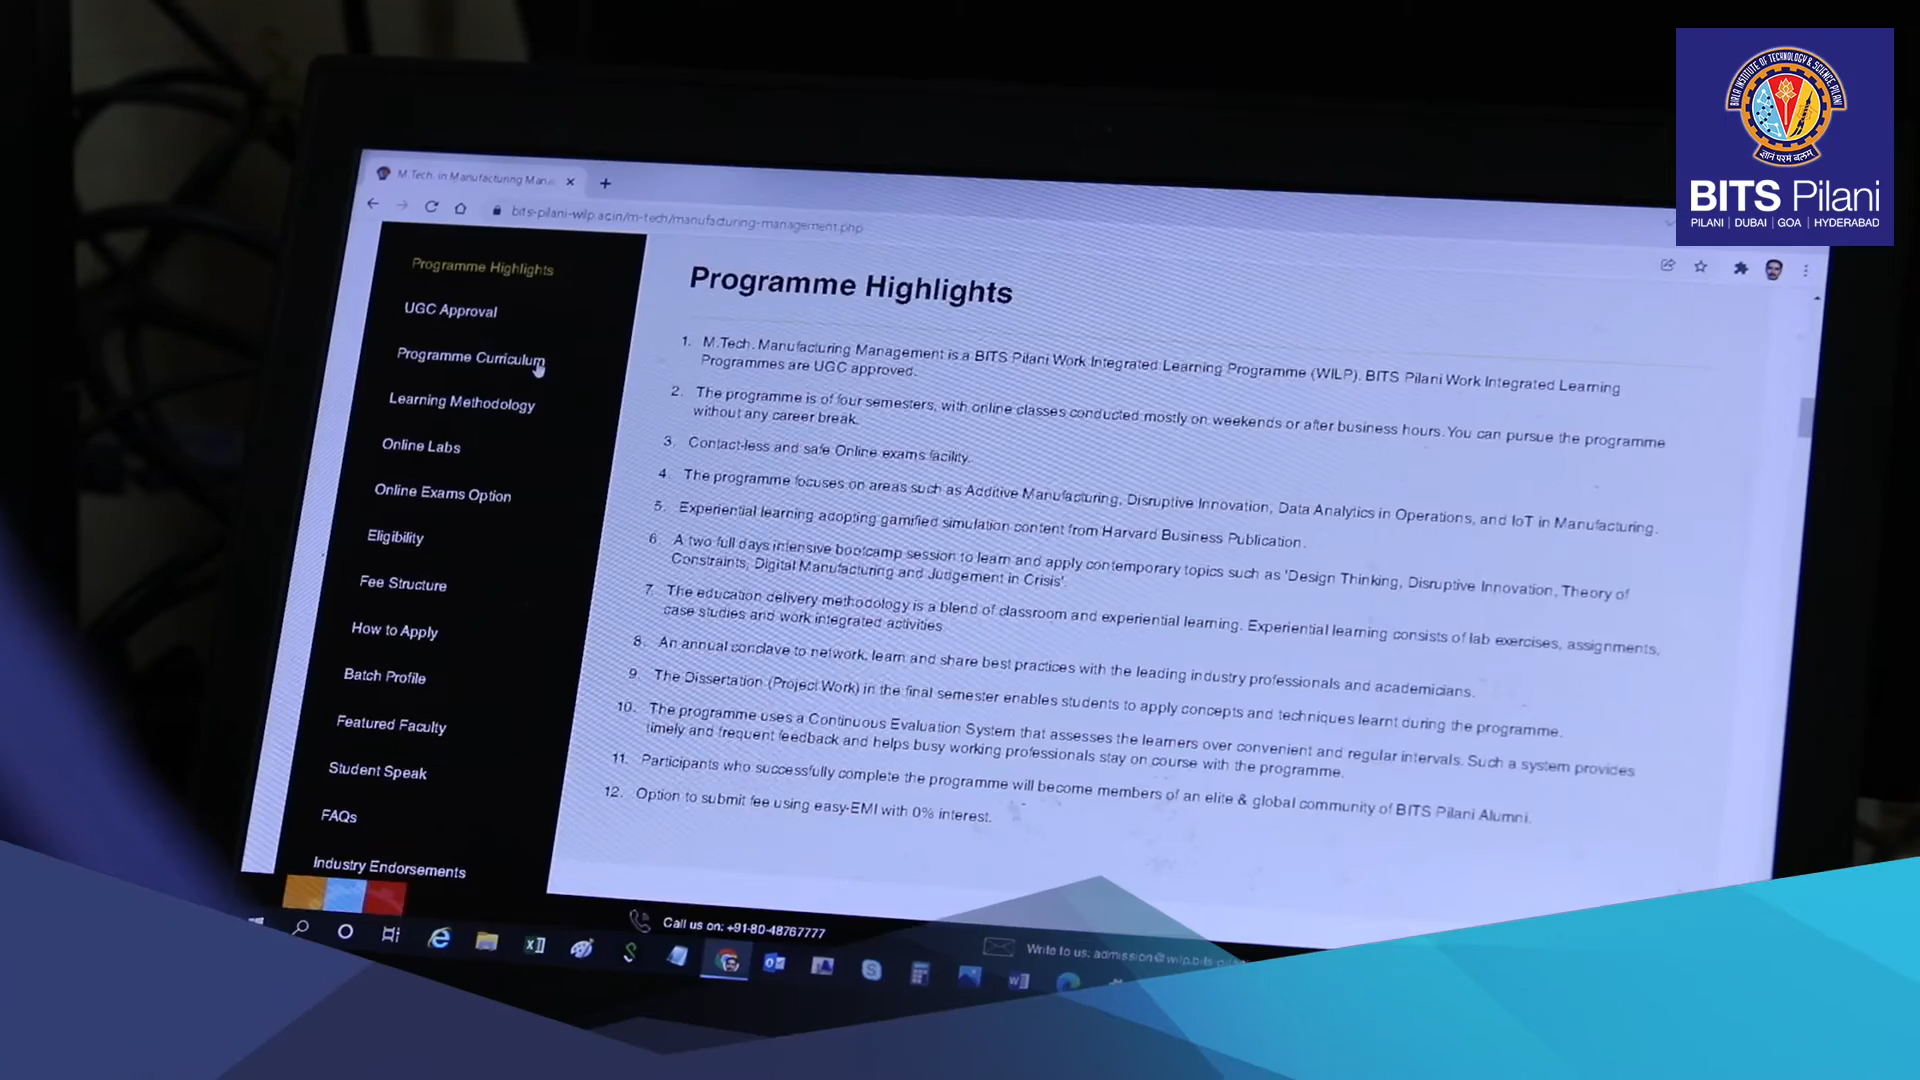 BIRLA INSTITUTE OF TECHNOLOGY & SCIENCE PILANI
ज्ञानं परमं बलम्
BITS Pilani
PILANI | DUBAI | GOA | HYDERABAD
M.Tech. in Manufacturing Mana
bits-pilani-wilp.ac.in/m-tech/manufacturing-management.php
Programme Highlights
UGC Approval
Programme Curriculum
Learning Methodology
Online Labs
Online Exams Option
Eligibility
Fee Structure
How to Apply
Batch Profile
Featured Faculty
Student Speak
FAQs
Industry Endorsements
Programme Highlights
1. M.Tech. Manufacturing Management is a BITS Pilani Work Integrated Learning Programme (WILP). BITS Pilani Work Integrated Learning
Programmes are UGC approved.
2. The programme is of four semesters, with online classes conducted mostly on weekends or after business hours. You can pursue the programme
without any career break.
3. Contact-less and safe Online exams facility.
4. The programme focuses on areas such as Additive Manufacturing, Disruptive Innovation, Data Analytics in Operations, and IoT in Manufacturing.
5. Experiential learning adopting gamified simulation content from Harvard Business Publication.
6. A two full days intensive bootcamp session to learn and apply contemporary topics such as 'Design Thinking, Disruptive Innovation, Theory of
Constraints, Digital Manufacturing and Judgement in Crisis'.
7. The education delivery methodology is a blend of classroom and experiential learning. Experiential learning consists of lab exercises, assignments,
case studies and work integrated activities.
8. An annual conclave to network, learn and share best practices with the leading industry professionals and academicians.
9. The Dissertation (Project Work) in the final semester enables students to apply concepts and techniques learnt during the programme.
10. The programme uses a Continuous Evaluation System that assesses the learners over convenient and regular intervals. Such a system provides
timely and frequent feedback and helps busy working professionals stay on course with the programme.
11. Participants who successfully complete the programme will become members of an elite & global community of BITS Pilani Alumni.
12. Option to submit fee using easy-EMI with 0% interest.
Call us on: +91-80-48767777
Write to us: admission@wilp.bits-